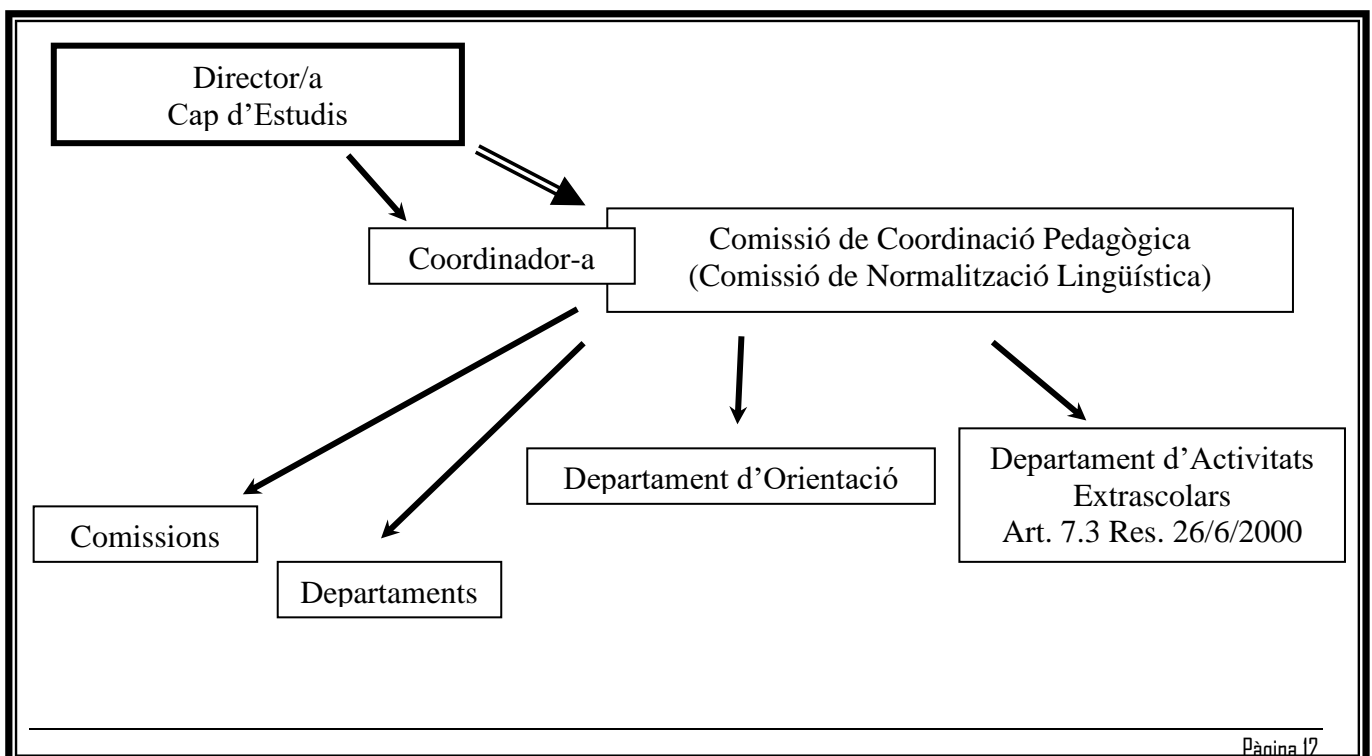 Director/a
Cap d’Estudis
Coordinador-a
Comissió de Coordinació Pedagògica
(Comissió de Normalització Lingüística)
Departament d’Orientació
Departament d’Activitats
Extrascolars
Art. 7.3 Res. 26/6/2000
Comissions
Departaments
Pàgina 12